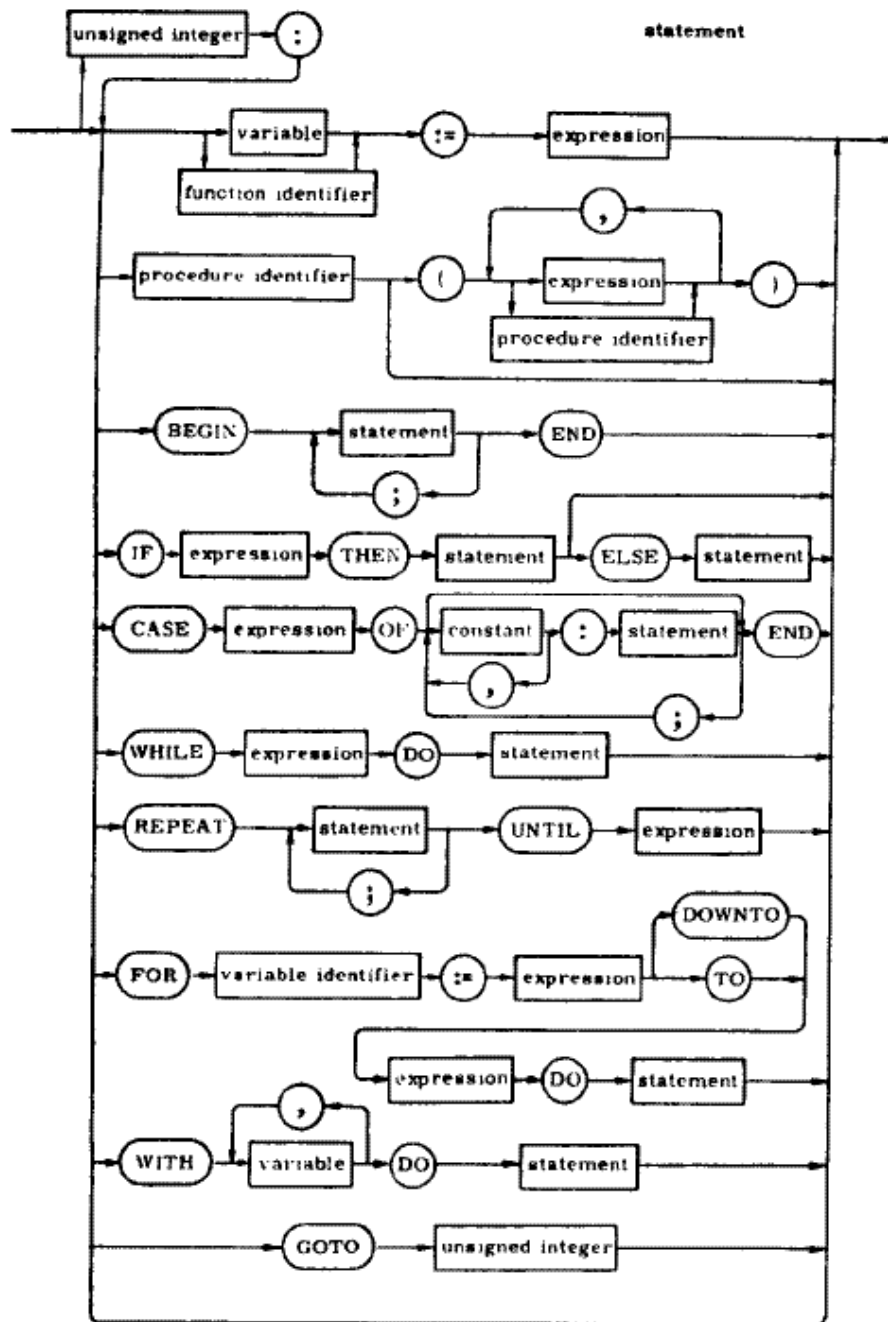 statement
unsigned integer :
variable := expression
function identifier
,
procedure identifier ( expression )
procedure identifier
BEGIN statement END
;
IF expression THEN statement ELSE statement
CASE expression OF constant : statement END
,
;
WHILE expression DO statement
REPEAT statement UNTIL expression
;
DOWNTO
FOR variable identifier := expression TO
expression DO statement
,
WITH variable DO statement
GOTO unsigned integer